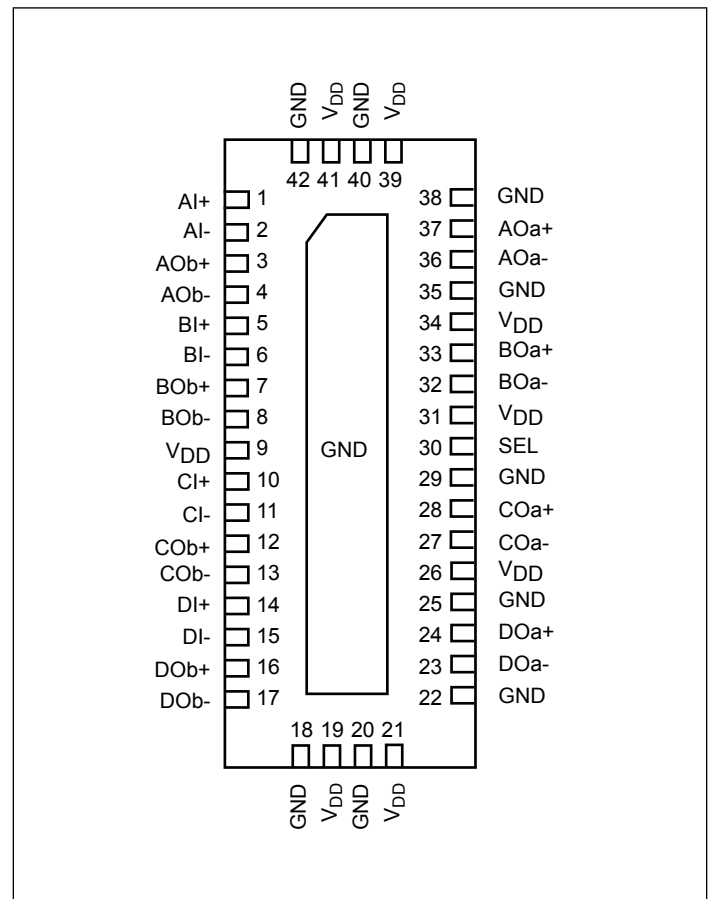 GND VDD GND VDD
42 41 40 39
AI+ 1 38 GND
AI- 2 37 AOa+
AOb+ 3 36 AOa-
AOb- 4 35 GND
BI+ 5 34 VDD
BI- 6 33 BOa+
BOb+ 7 32 BOa-
BOb- 8 31 VDD
VDD 9 GND 30 SEL
CI+ 10 29 GND
CI- 11 28 COa+
COb+ 12 27 COa-
COb- 13 26 VDD
DI+ 14 25 GND
DI- 15 24 DOa+
DOb+ 16 23 DOa-
DOb- 17 22 GND
18 19 20 21
GND VDD GND VDD